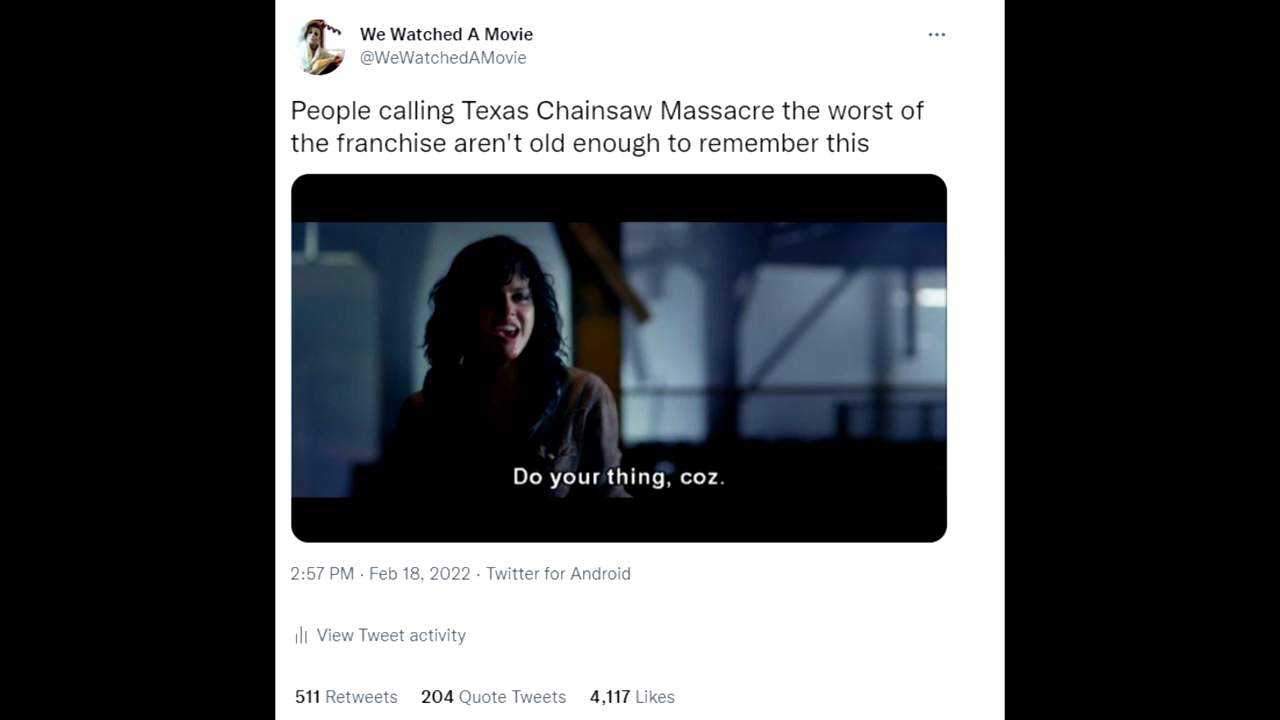 We Watched A Movie
@WeWatchedAMovie
People calling Texas Chainsaw Massacre the worst of
the franchise aren't old enough to remember this
Do your thing, coz.
2:57 PM · Feb 18, 2022 · Twitter for Android
View Tweet activity
511 Retweets 204 Quote Tweets 4,117 Likes